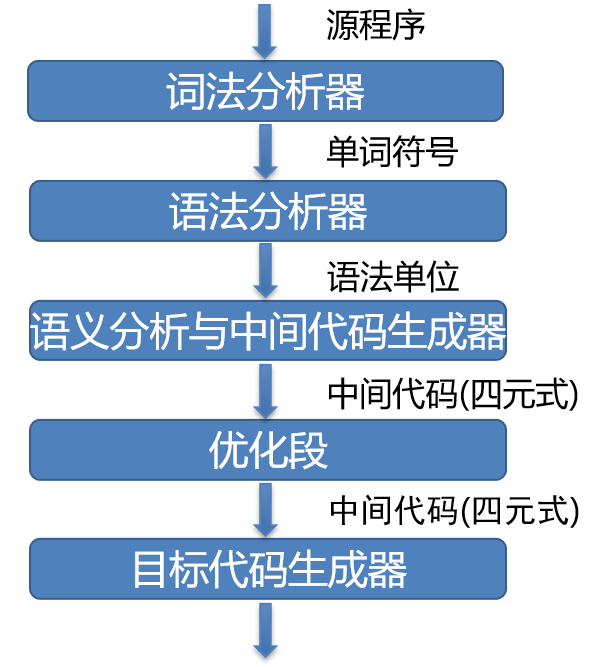 源程序
词法分析器
单词符号
语法分析器
语法单位
语义分析与中间代码生成器
中间代码(四元式)
优化段
中间代码(四元式)
目标代码生成器